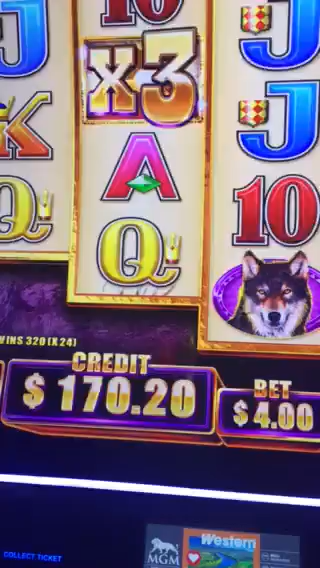 10
J
X3
J
K
A
10
Q
Q
WINS 320 (X24)
CREDIT
$ 170.20
BET
$ 4.00
COLLECT TICKET
MGM
Western